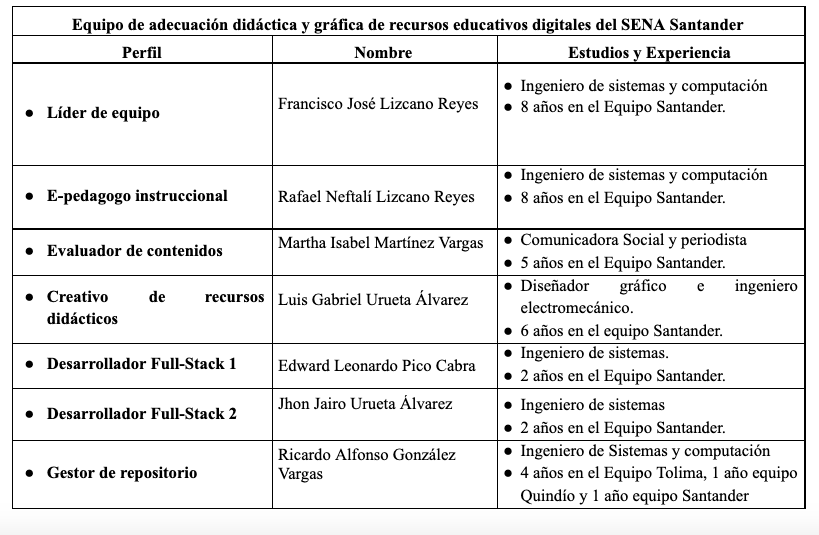 Equipo de adecuación didáctica y gráfica de recursos educativos digitales del SENA Santander
Perfil Nombre Estudios y Experiencia
● Líder de equipo
Francisco José Lizcano Reyes
● Ingeniero de sistemas y computación
● 8 años en el Equipo Santander.
● E-pedagogo instruccional
Rafael Neftalí Lizcano Reyes
● Ingeniero de sistemas y computación
● 8 años en el Equipo Santander.
● Evaluador de contenidos
Martha Isabel Martínez Vargas
● Comunicadora Social y periodista
● 5 años en el Equipo Santander.
● Creativo de recursos
didácticos
Luis Gabriel Urueta Álvarez
● Diseñador gráfico e ingeniero
electromecánico.
● 6 años en el equipo Santander.
● Desarrollador Full-Stack 1
Edward Leonardo Pico Cabra
● Ingeniero de sistemas.
● 2 años en el Equipo Santander.
● Desarrollador Full-Stack 2
Jhon Jairo Urueta Álvarez
● Ingeniero de sistemas
● 2 años en el Equipo Santander.
● Gestor de repositorio
Ricardo Alfonso González
Vargas
● Ingeniero de Sistemas y computación
● 4 años en el Equipo Tolima, 1 año equipo
Quindío y 1 año equipo Santander